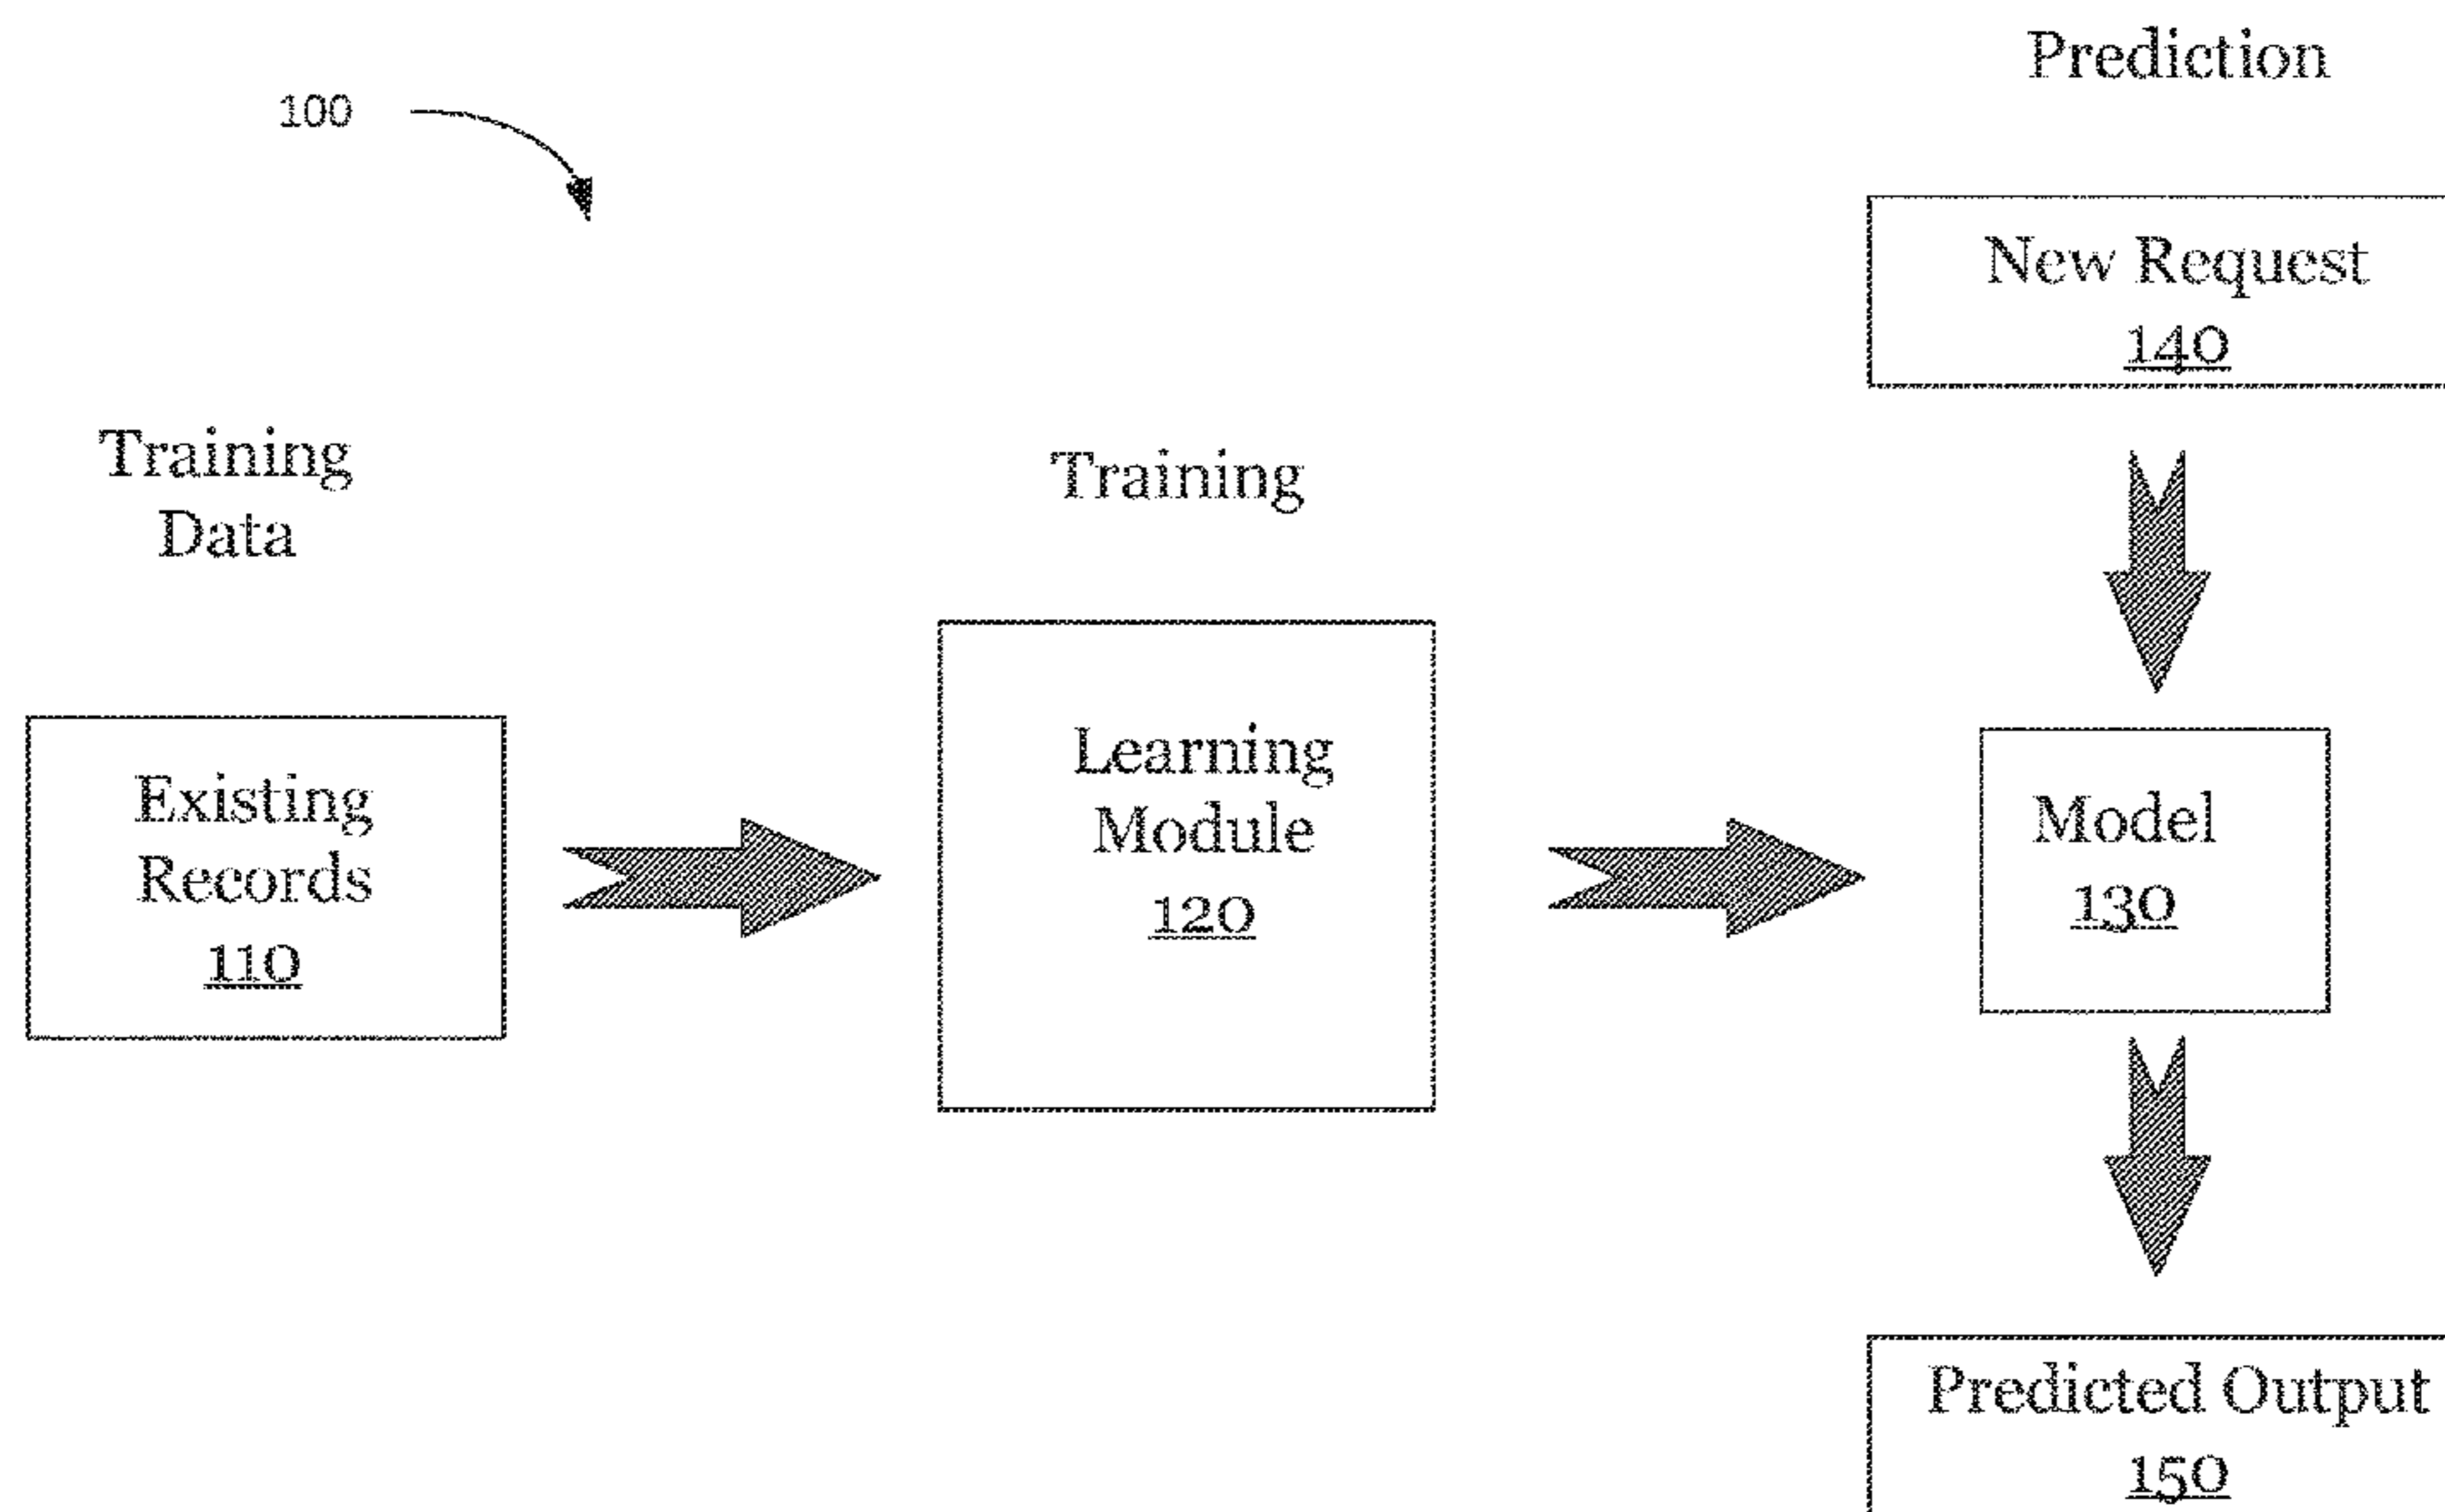 100
Prediction
New Request
140
Training
Data
Training
Existing
Records
110
Learning
Module
120
Model
130
Predicted Output
150